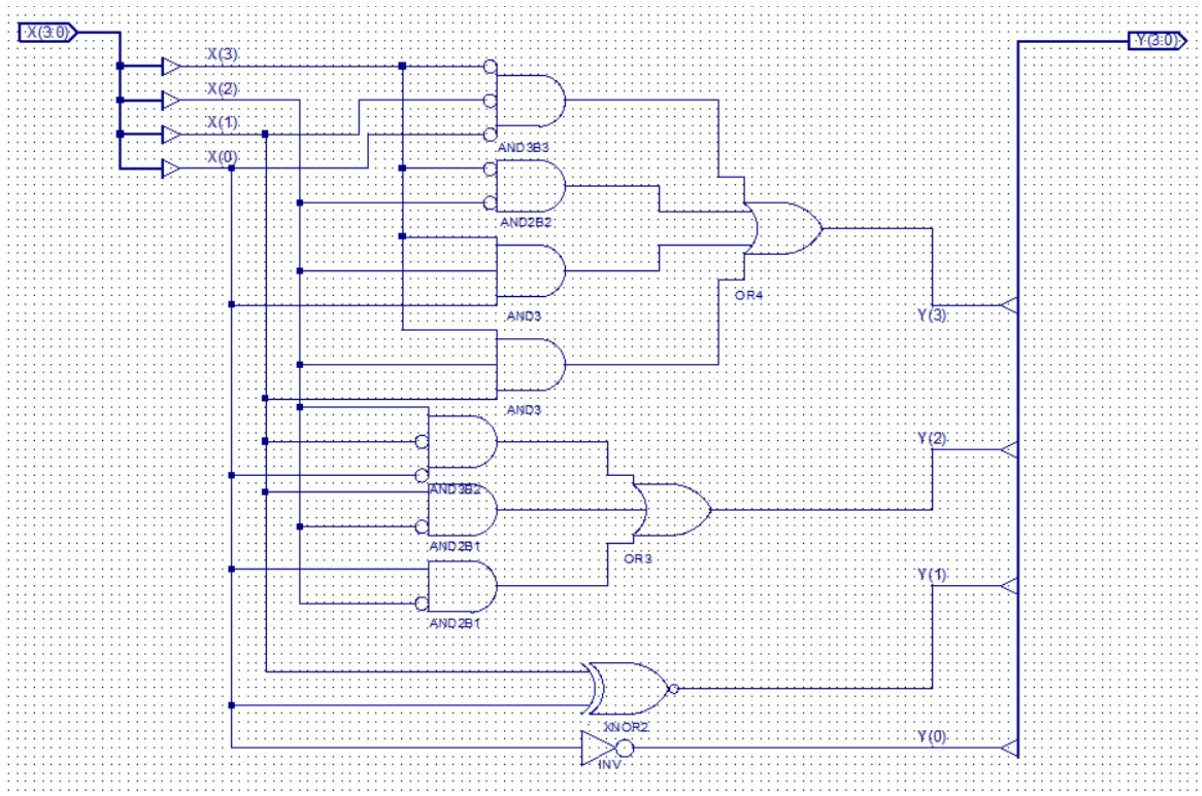 X(3:0)
Y(3:0)
X(3)
X(2)
X(1)
X(0)
AND3B3
AND2B2
AND3
OR4
Y(3)
AND3
Y(2)
AND3B2
AND2B1
OR3
Y(1)
AND2B1
XNOR2
Y(0)
INV